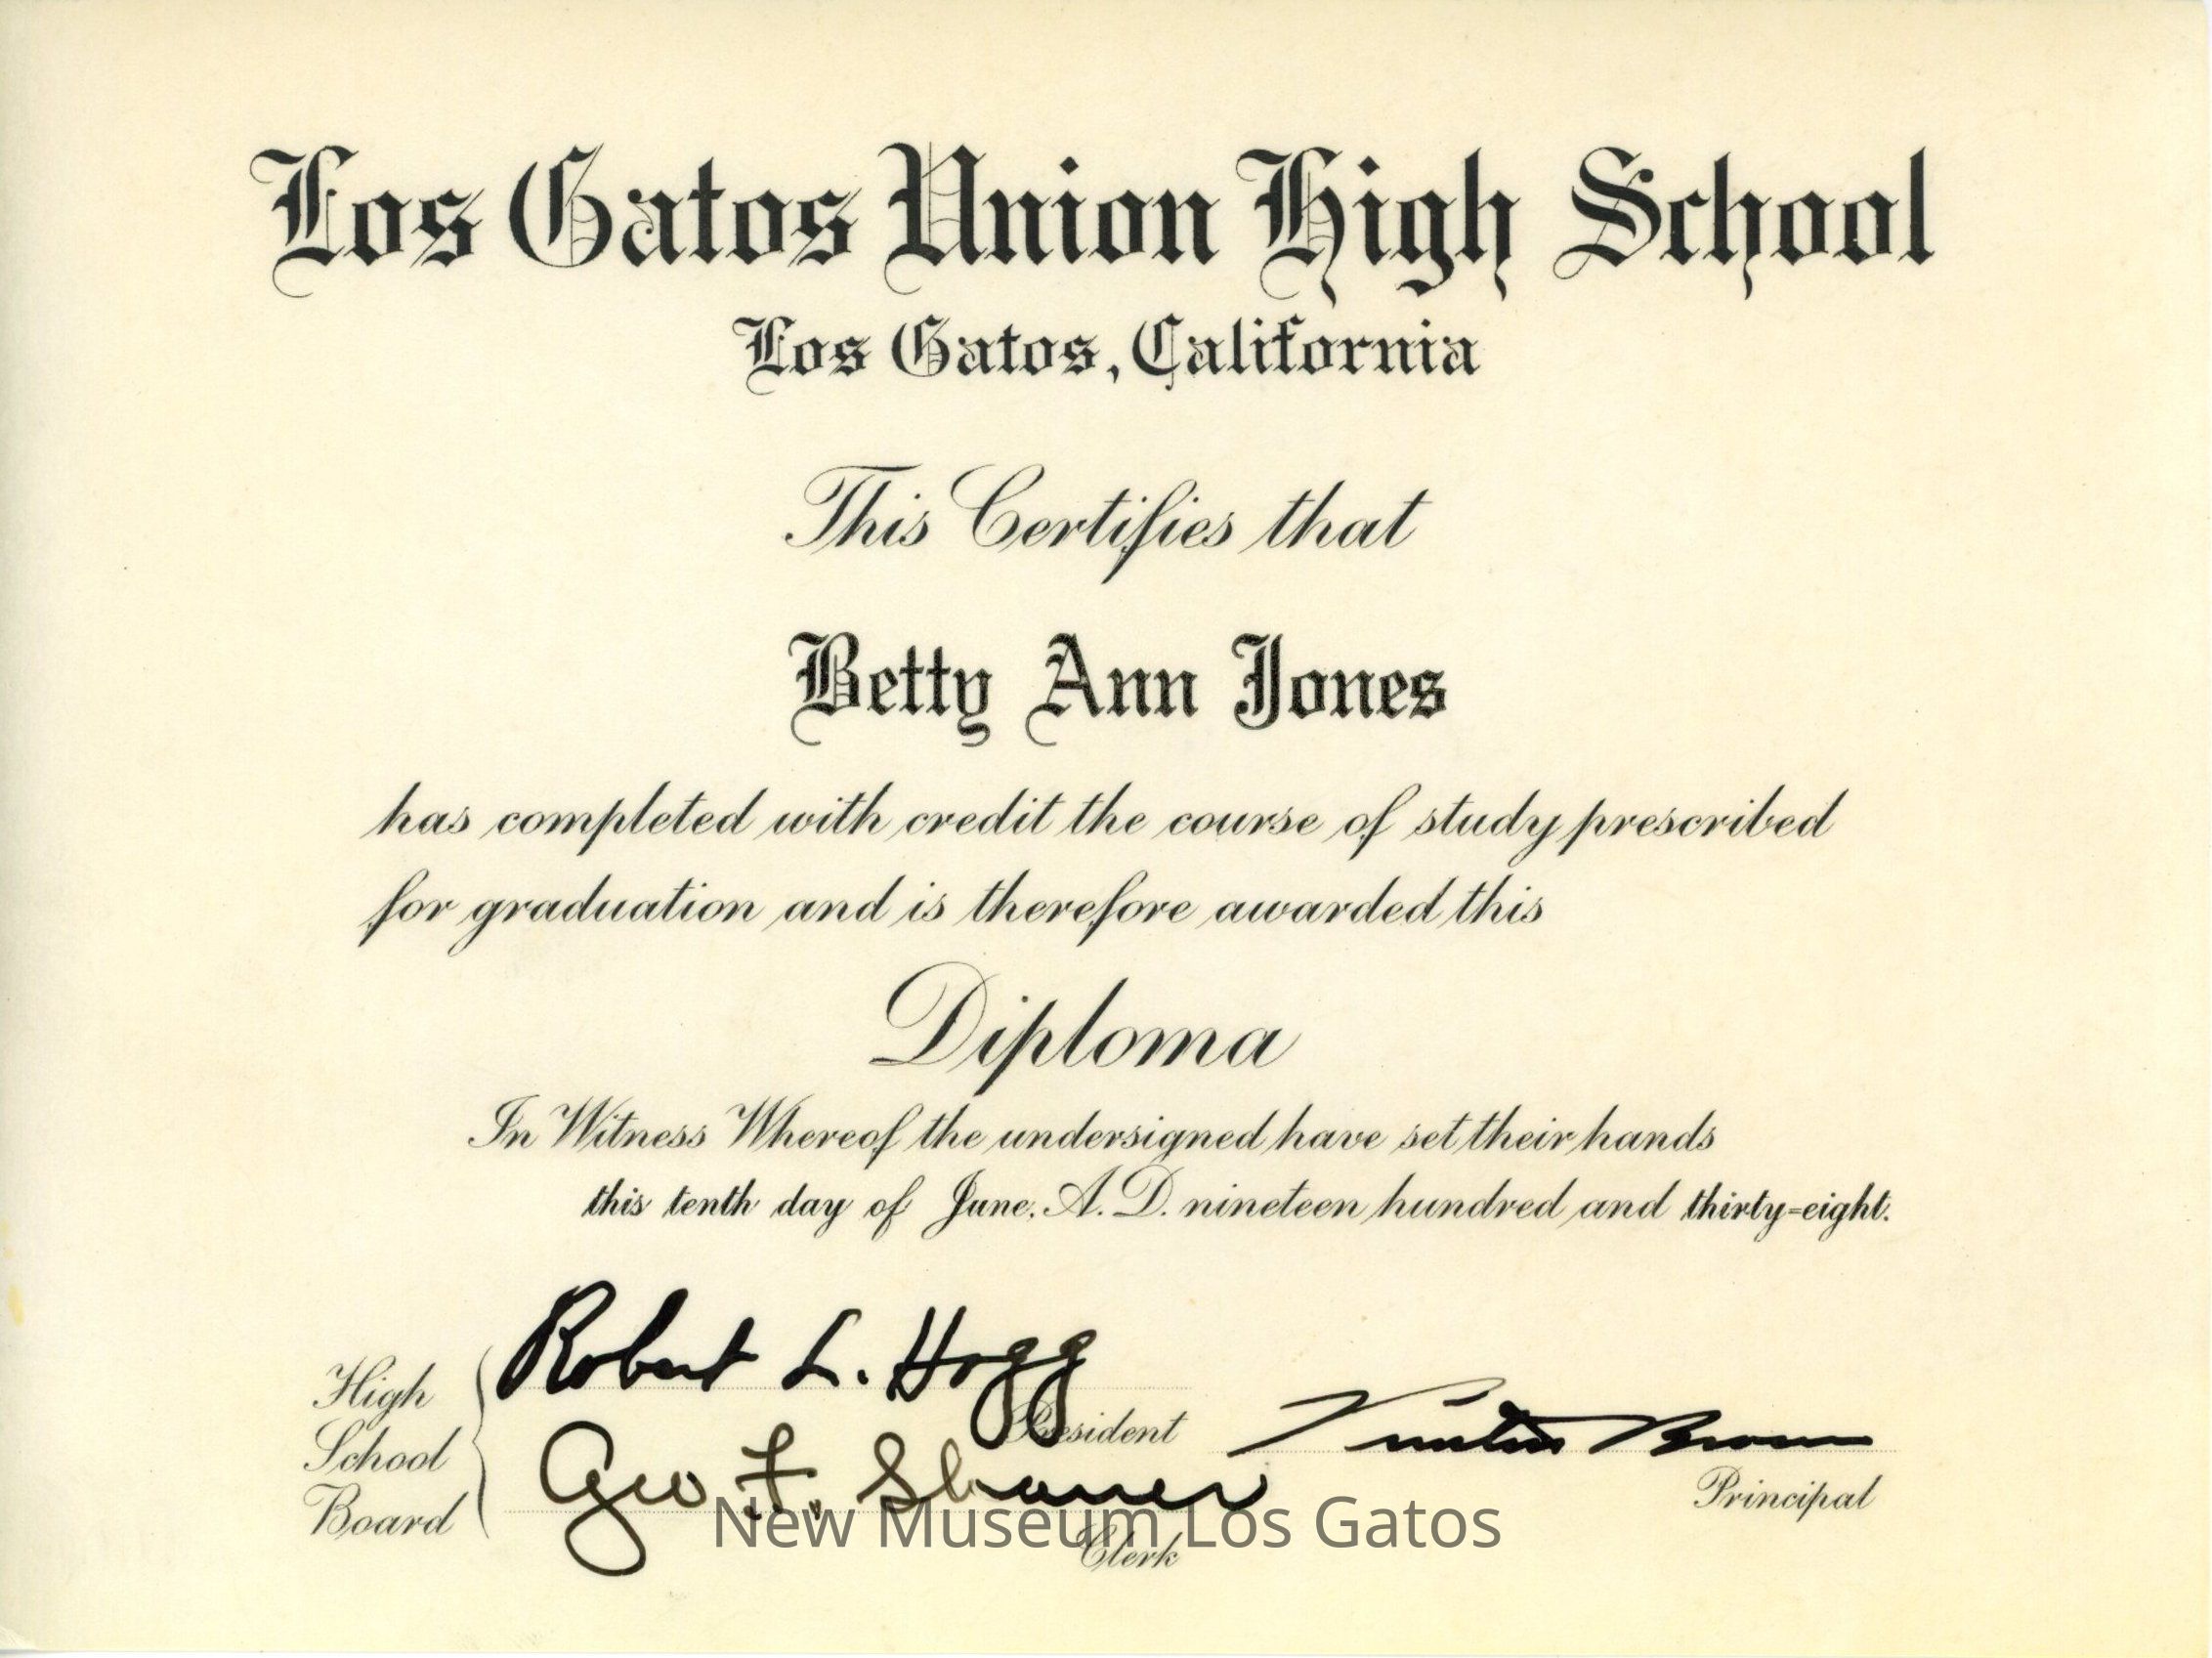 Los Gatos Union High School
Los Gatos, California
This Certifies that
Betty Ann Jones
has completed with credit the course of study prescribed
for graduation and is therefore awarded this
Diploma
In Witness Whereof the undersigned have set their hands
this tenth day of June. A.D. nineteen hundred and thirty-eight.
High School Board
Robert L. Hogg
President
Geo F.
Clerk
Brown
Principal
New Museum Los Gatos